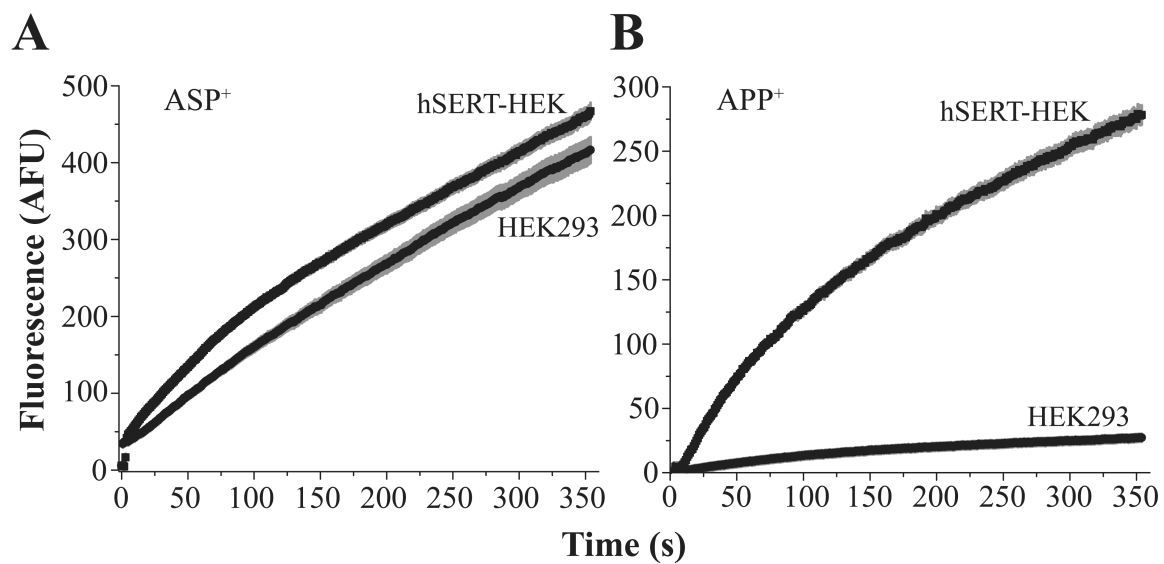 A
B
ASP⁺
hSERT-HEK
HEK293
APP⁺
hSERT-HEK
HEK293
Fluorescence (AFU)
500
400
300
200
100
0
0 50 100 150 200 250 300 350
300
250
200
150
100
50
25
0
0 50 100 150 200 250 300 350
Time (s)